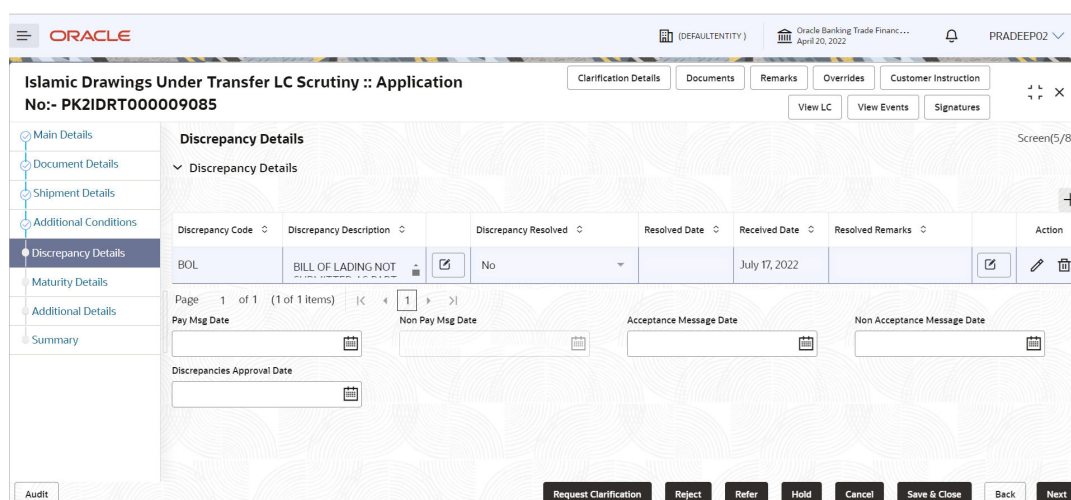 ORACLE
(DEFAULTENTITY)
Oracle Banking Trade Financ...
April 20, 2022
PRADEEP02
Islamic Drawings Under Transfer LC Scrutiny :: Application
No:- PK2IDRT000009085
Clarification Details
Documents
Remarks
Overrides
Customer Instruction
View LC
View Events
Signatures
Main Details
Document Details
Shipment Details
Additional Conditions
Discrepancy Details
Maturity Details
Additional Details
Summary
Discrepancy Details
Screen(5/8
Discrepancy Details
Discrepancy Code Discrepancy Description Discrepancy Resolved Resolved Date Received Date Resolved Remarks Action
BOL BILL OF LADING NOT No July 17, 2022
Page 1 of 1 (1 of 1 items) 1
Pay Msg Date Non Pay Msg Date Acceptance Message Date Non Acceptance Message Date
Discrepancies Approval Date
Audit Request Clarification Reject Refer Hold Cancel Save & Close Back Next